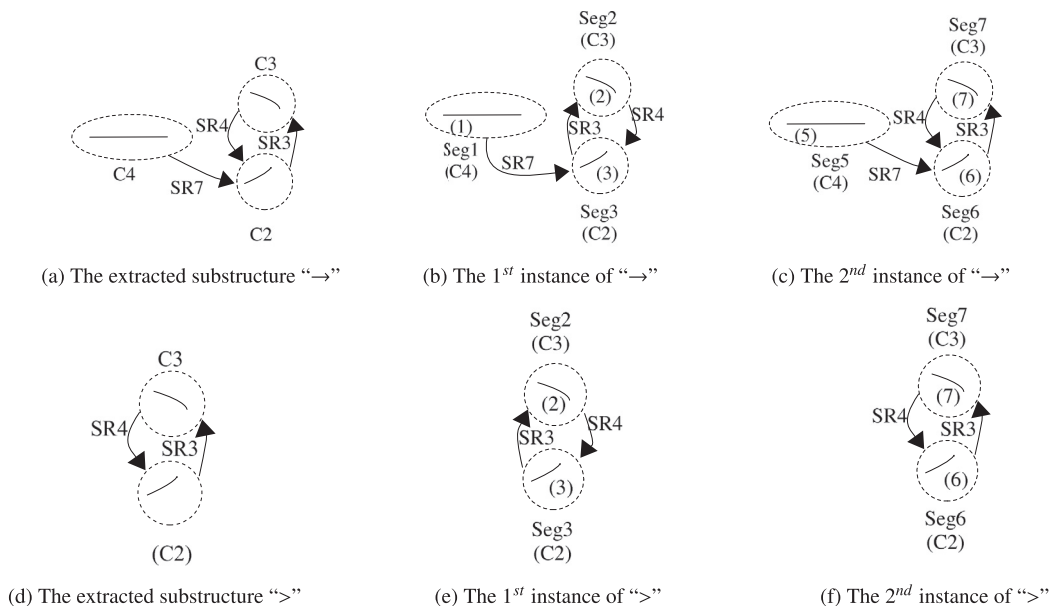 C3
SR4
SR3
C4
SR7
C2
(a) The extracted substructure “→”
Seg2
(C3)
(2)
(1)
SR3
SR4
Seg1
(C4)
SR7
(3)
Seg3
(C2)
(b) The 1st instance of “→”
Seg7
(C3)
(7)
(5)
SR4
SR3
Seg5
(C4)
SR7
(6)
Seg6
(C2)
(c) The 2nd instance of “→”
C3
SR4
SR3
(C2)
(d) The extracted substructure “>”
Seg2
(C3)
(2)
SR3
SR4
(3)
Seg3
(C2)
(e) The 1st instance of “>”
Seg7
(C3)
(7)
SR4
SR3
(6)
Seg6
(C2)
(f) The 2nd instance of “>”